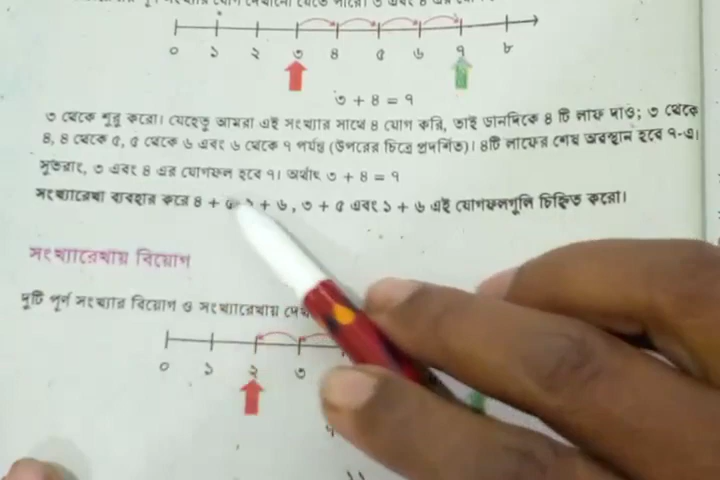 ০ ১ ২ ৩ ৪ ৫ ৬ ৭ ৮
৩ + ৪ = ৭
৩ থেকে শুরু করো। যেহেতু আমরা এই সংখ্যার সাথে ৪ যোগ করি, তাই ডানদিকে ৪ টি লাফ দাও; ৩ থেকে
৪, ৪ থেকে ৫, ৫ থেকে ৬ এবং ৬ থেকে ৭ পর্যন্ত (উপরের চিত্রে প্রদর্শিত)। ৪টি লাফের শেষ অবস্থান হবে ৭-এ।
সুতরাং, ৩ এবং ৪ এর যোগফল হবে ৭। অর্থাৎ ৩ + ৪ = ৭
সংখ্যারেখা ব্যবহার করে ৪ + + ৬, ৩ + ৫ এবং ১ + ৬ এই যোগফলগুলি চিহ্নিত করো।
সংখ্যারেখায় বিয়োগ
দুটি পূর্ণ সংখ্যার বিয়োগ ও সংখ্যারেখায়
০ ১ ২ ৩